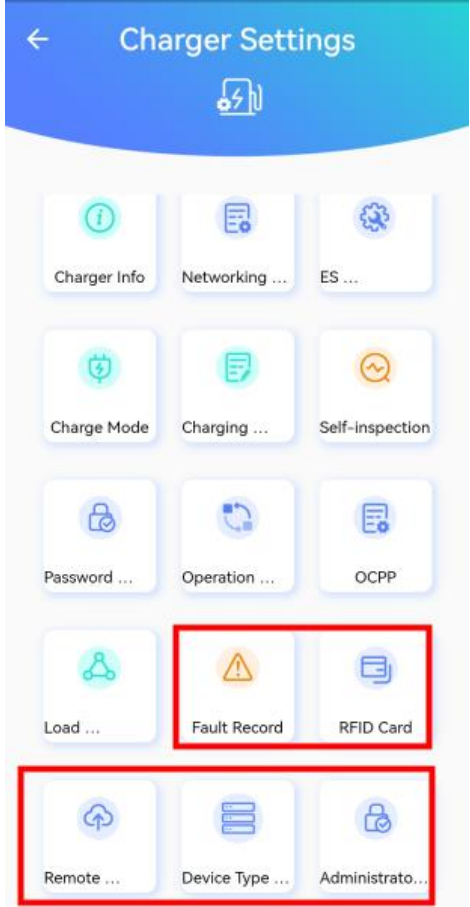 Charger Settings
Charger Info
Networking ...
ES ...
Charge Mode
Charging ...
Self-inspection
Password ...
Operation ...
OCPP
Load ...
Fault Record
RFID Card
Remote ...
Device Type ...
Administrato...